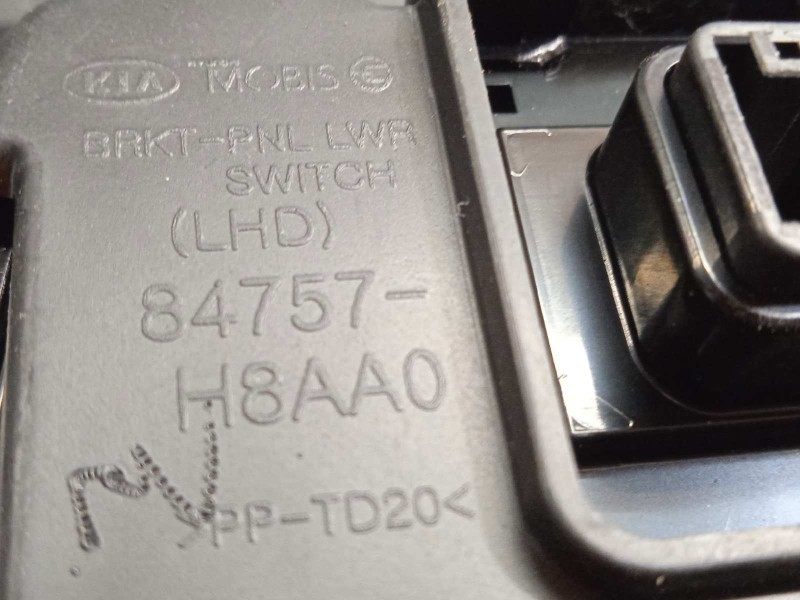 KIA MOBIS
BRKT-PNL LWR
SWITCH
(LHD)
84757-
H8AA0
PP-TD20<